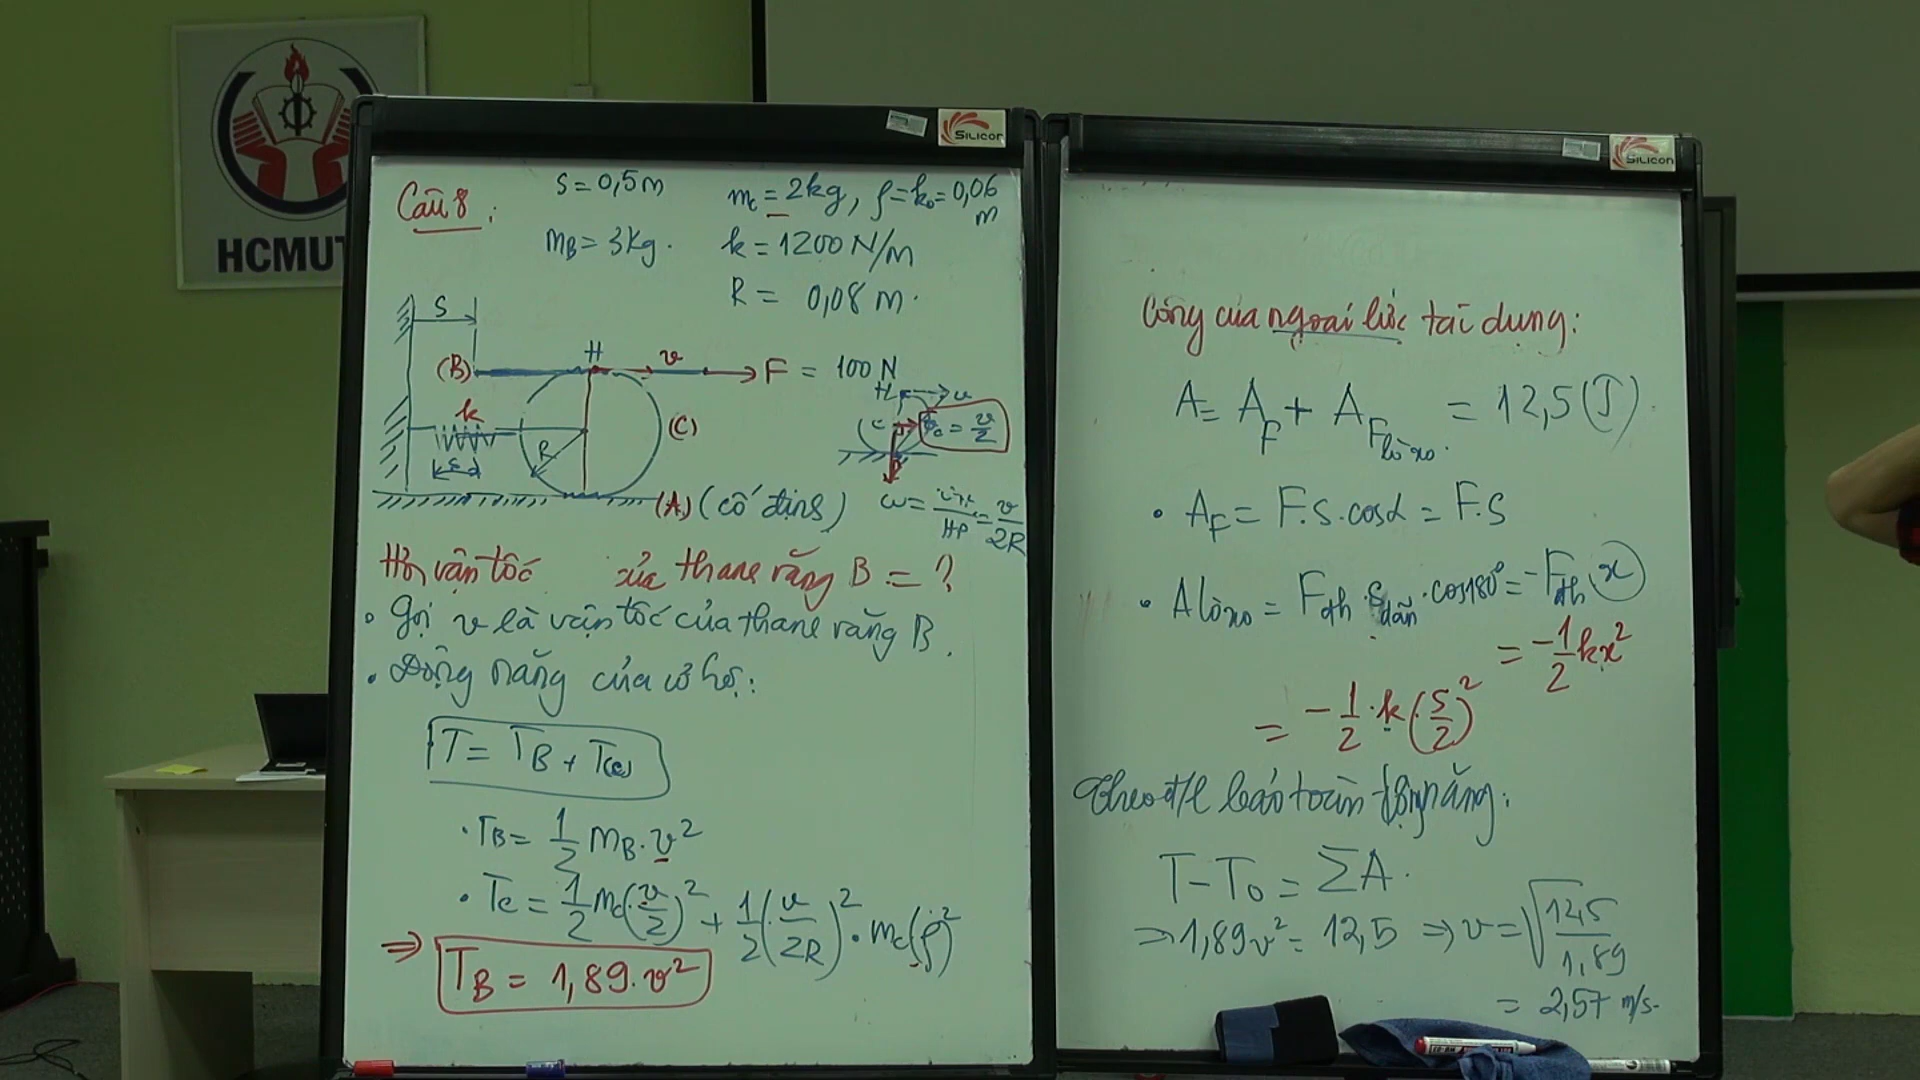 HCMUT
SILICON
SILICON
Câu 8:
S = 0,5m
m_c = 2kg, ρ = k₀ = 0,06 m
m_B = 3kg.
k = 1200 N/m
R = 0,08 m.
S
(B)
H
v
F = 100 N
k
R
(C)
H
v
C
v_c = v/2
P
(A) (cố định)
ω = v_H/HP = v/2R
Hỏi vận tốc của thanh răng B = ?
• Gọi v là vận tốc của thanh răng B.
• Động năng của cơ hệ:
T = T_B + T_(C)
• T_B = 1/2 m_B . v²
• T_c = 1/2 m_c (v/2)² + 1/2 (v/2R)² . m_c (ρ)²
⇒ T_B = 1,89.v²
Công của ngoại lực tác dụng:
A = A_F + A_F lò xo = 12,5 (J)
• A_F = F.S.cosα = F.S
• A lò xo = F_đh . S_dãn . cos180° = -F_đh x
= -1/2 kx²
= -1/2 . k (S/2)²
Theo đ/l bảo toàn động năng:
T - T₀ = ΣA.
⇒ 1,89v² = 12,5 ⇒ v = √(12,5/1,89)
= 2,57 m/s